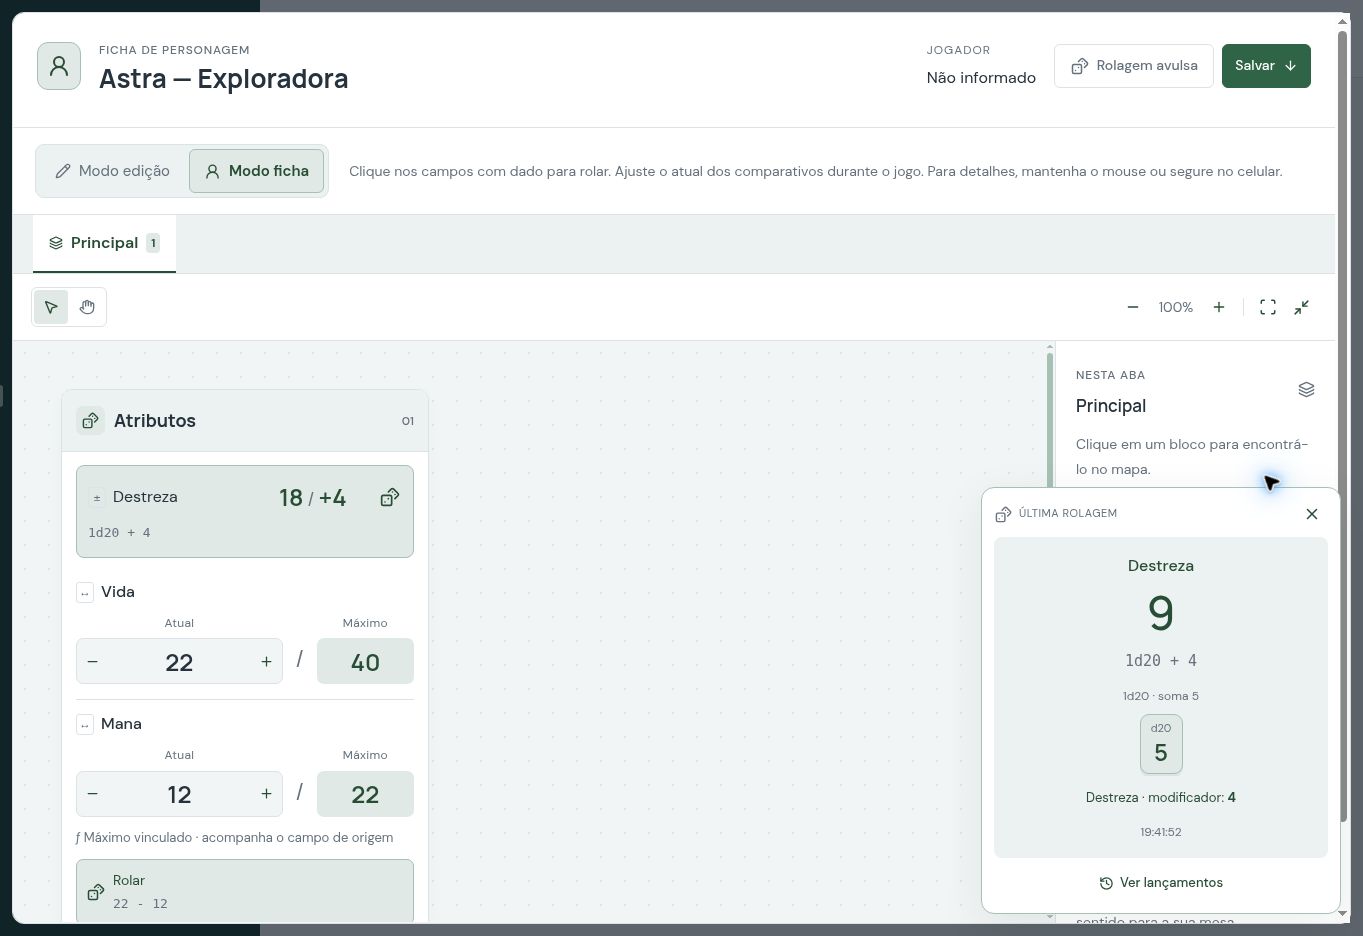 FICHA DE PERSONAGEM
Astra — Exploradora
JOGADOR
Não informado
Rolagem avulsa
Salvar
Modo edição
Modo ficha
Clique nos campos com dado para rolar. Ajuste o atual dos comparativos durante o jogo. Para detalhes, mantenha o mouse ou segure no celular.
Principal 1
− 100% +
Atributos 01
± Destreza 18 / +4
1d20 + 4
↔ Vida
Atual Máximo
− 22 + / 40
↔ Mana
Atual Máximo
− 12 + / 22
ƒ Máximo vinculado · acompanha o campo de origem
Rolar
22 - 12
NESTA ABA
Principal
Clique em um bloco para encontrá-
lo no mapa.
ÚLTIMA ROLAGEM
Destreza
9
1d20 + 4
1d20 · soma 5
d20
5
Destreza · modificador: 4
19:41:52
Ver lançamentos
sentido para a sua mesa.